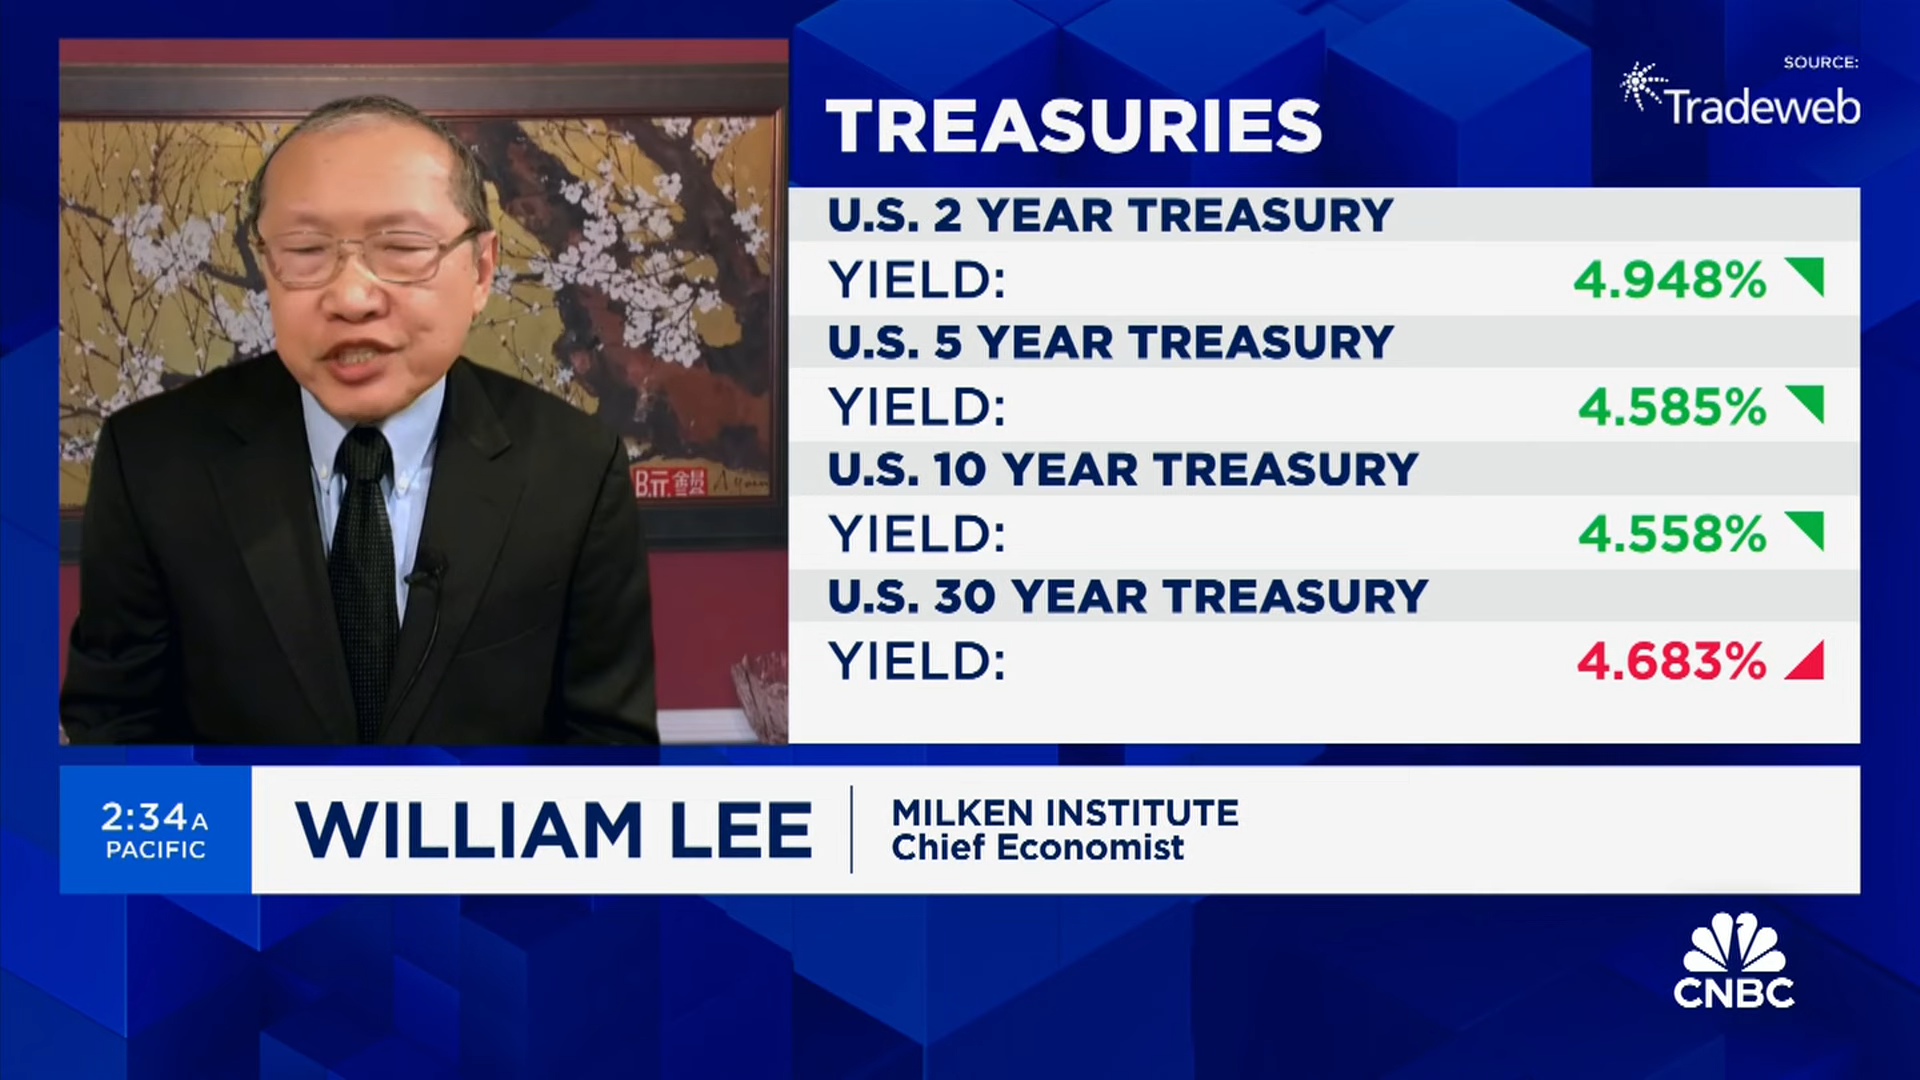 SOURCE:
Tradeweb
TREASURIES
U.S. 2 YEAR TREASURY
YIELD: 4.948%
U.S. 5 YEAR TREASURY
YIELD: 4.585%
U.S. 10 YEAR TREASURY
YIELD: 4.558%
U.S. 30 YEAR TREASURY
YIELD: 4.683%
2:34 A
PACIFIC
WILLIAM LEE
MILKEN INSTITUTE
Chief Economist
CNBC